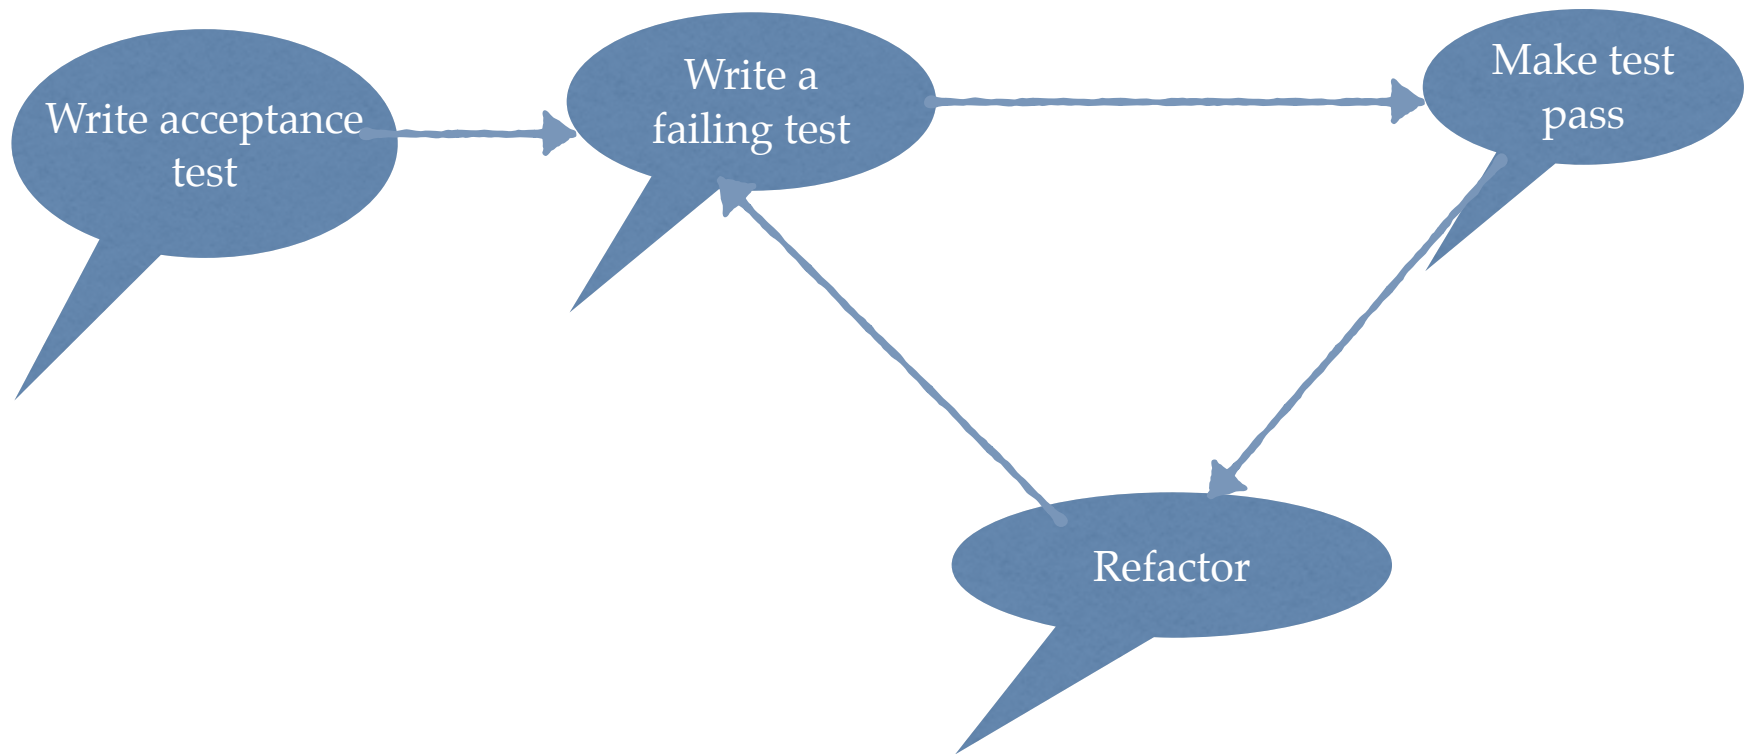 Write acceptance
test
Write a
failing test
Make test
pass
Refactor